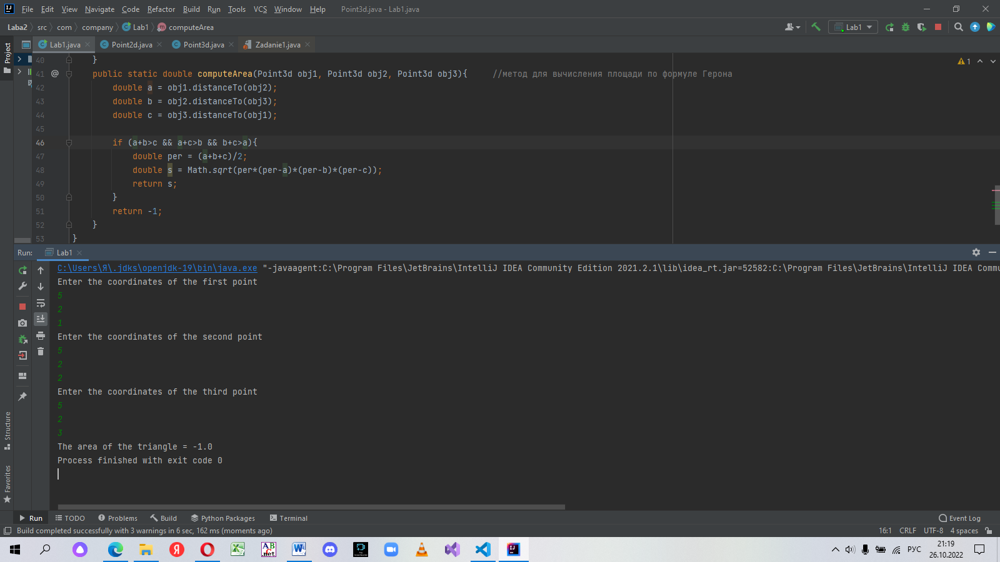 File Edit View Navigate Code Refactor Build Run Tools VCS Window Help Point3d.java - Lab1.java
Laba2 src com company Lab1 computeArea Lab1
Project
Lab1.java Point2d.java Point3d.java Zadanie1.java
40 }
41 @ public static double computeArea(Point3d obj1, Point3d obj2, Point3d obj3){ //метод для вычисления площади по формуле Герона
42 double a = obj1.distanceTo(obj2);
43 double b = obj2.distanceTo(obj3);
44 double c = obj3.distanceTo(obj1);
45
46 if (a+b>c && a+c>b && b+c>a){
47 double per = (a+b+c)/2;
48 double s = Math.sqrt(per*(per-a)*(per-b)*(per-c));
49 return s;
50 }
51 return -1;
52 }
53 }
1
Run: Lab1
C:\Users\Я\.jdks\openjdk-19\bin\java.exe "-javaagent:C:\Program Files\JetBrains\IntelliJ IDEA Community Edition 2021.2.1\lib\idea_rt.jar=52582:C:\Program Files\JetBrains\IntelliJ IDEA Commu
Enter the coordinates of the first point
5
2
1
Enter the coordinates of the second point
5
2
2
Enter the coordinates of the third point
5
2
3
The area of the triangle = -1.0
Process finished with exit code 0
Structure
Favorites
Run TODO Problems Build Python Packages Terminal Event Log
Build completed successfully with 3 warnings in 6 sec, 162 ms (moments ago) 16:1 CRLF UTF-8 4 spaces
РУС 21:19
26.10.2022